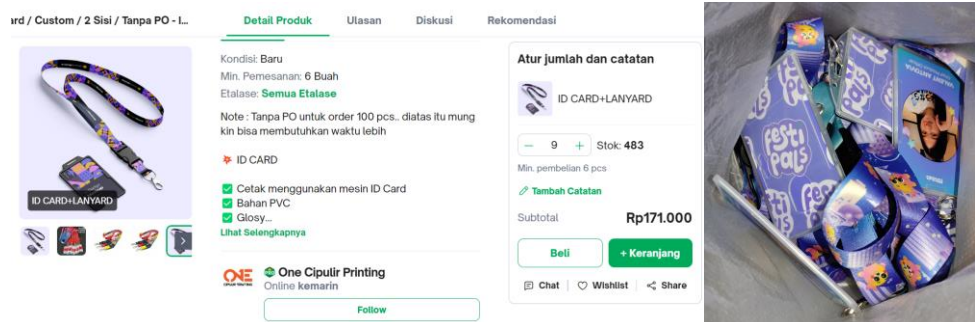 ard / Custom / 2 Sisi / Tanpa PO - I...
Detail Produk
Ulasan
Diskusi
Rekomendasi
ID CARD+LANYARD
Kondisi: Baru
Min. Pemesanan: 6 Buah
Etalase: Semua Etalase
Note : Tanpa PO untuk order 100 pcs.. diatas itu mung
kin bisa membutuhkan waktu lebih
ID CARD
Cetak menggunakan mesin ID Card
Bahan PVC
Glosy...
Lihat Selengkapnya
ONE
One Cipulir Printing
Online kemarin
Follow
Atur jumlah dan catatan
ID CARD+LANYARD
− 9 + Stok: 483
Min. pembelian 6 pcs
Tambah Catatan
Subtotal Rp171.000
Beli
+ Keranjang
Chat
Wishlist
Share
festi
pals
pals
fes